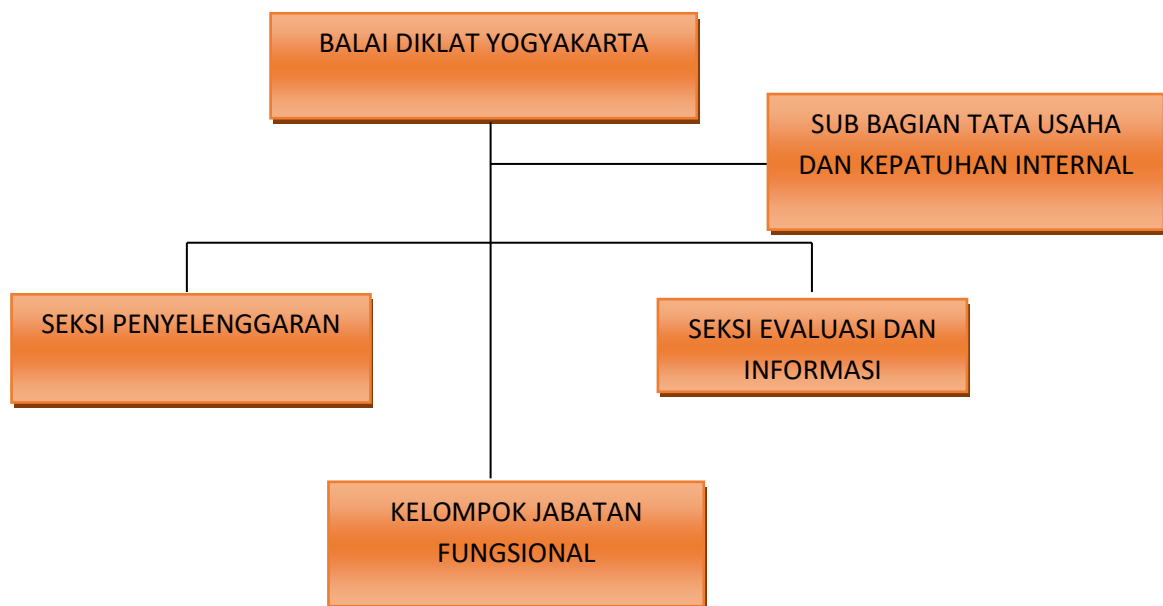 BALAI DIKLAT YOGYAKARTA
SUB BAGIAN TATA USAHA
DAN KEPATUHAN INTERNAL
SEKSI PENYELENGGARAN
SEKSI EVALUASI DAN
INFORMASI
KELOMPOK JABATAN
FUNGSIONAL